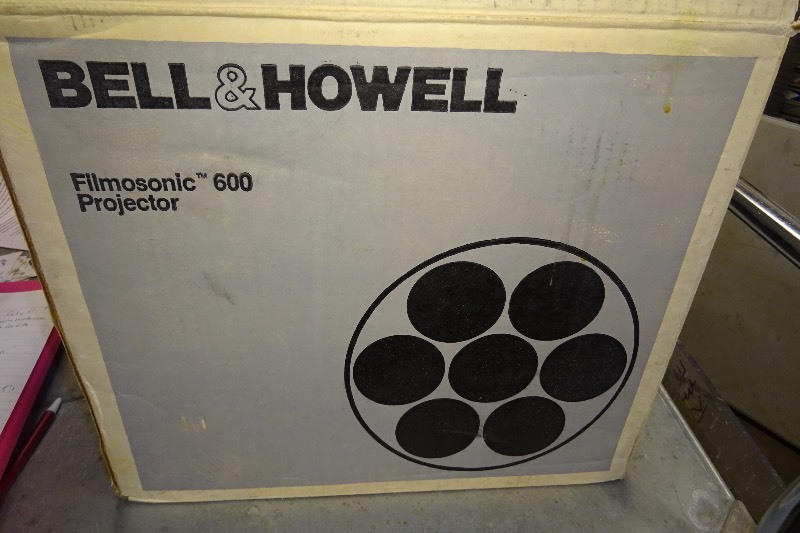 BELL & HOWELL
Filmosonic™ 600
Projector